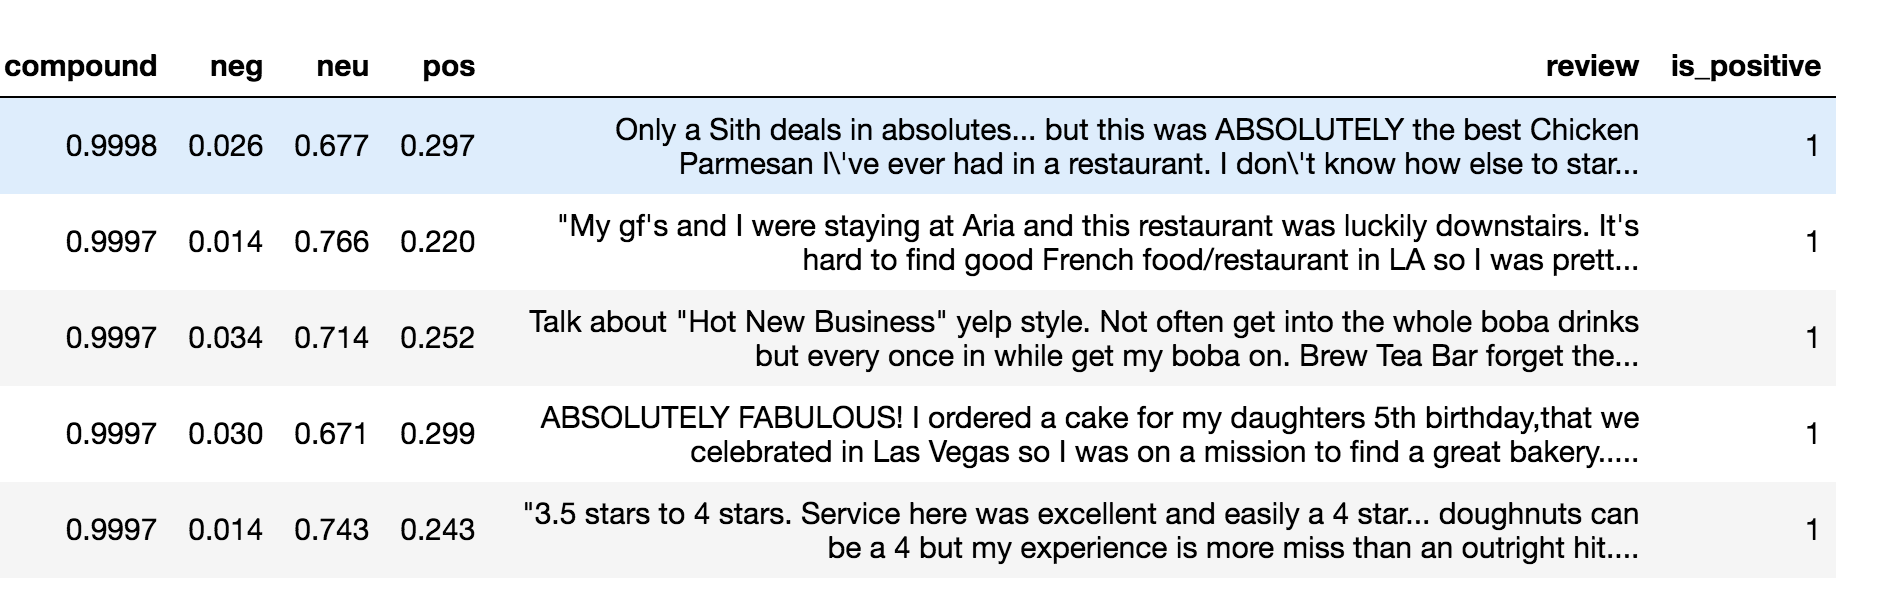 compound neg neu pos review is_positive
0.9998 0.026 0.677 0.297 Only a Sith deals in absolutes... but this was ABSOLUTELY the best Chicken 1
Parmesan I\'ve ever had in a restaurant. I don\'t know how else to star...
0.9997 0.014 0.766 0.220 "My gf's and I were staying at Aria and this restaurant was luckily downstairs. It's 1
hard to find good French food/restaurant in LA so I was prett...
0.9997 0.034 0.714 0.252 Talk about "Hot New Business" yelp style. Not often get into the whole boba drinks 1
but every once in while get my boba on. Brew Tea Bar forget the...
0.9997 0.030 0.671 0.299 ABSOLUTELY FABULOUS! I ordered a cake for my daughters 5th birthday,that we 1
celebrated in Las Vegas so I was on a mission to find a great bakery.....
0.9997 0.014 0.743 0.243 "3.5 stars to 4 stars. Service here was excellent and easily a 4 star... doughnuts can 1
be a 4 but my experience is more miss than an outright hit....